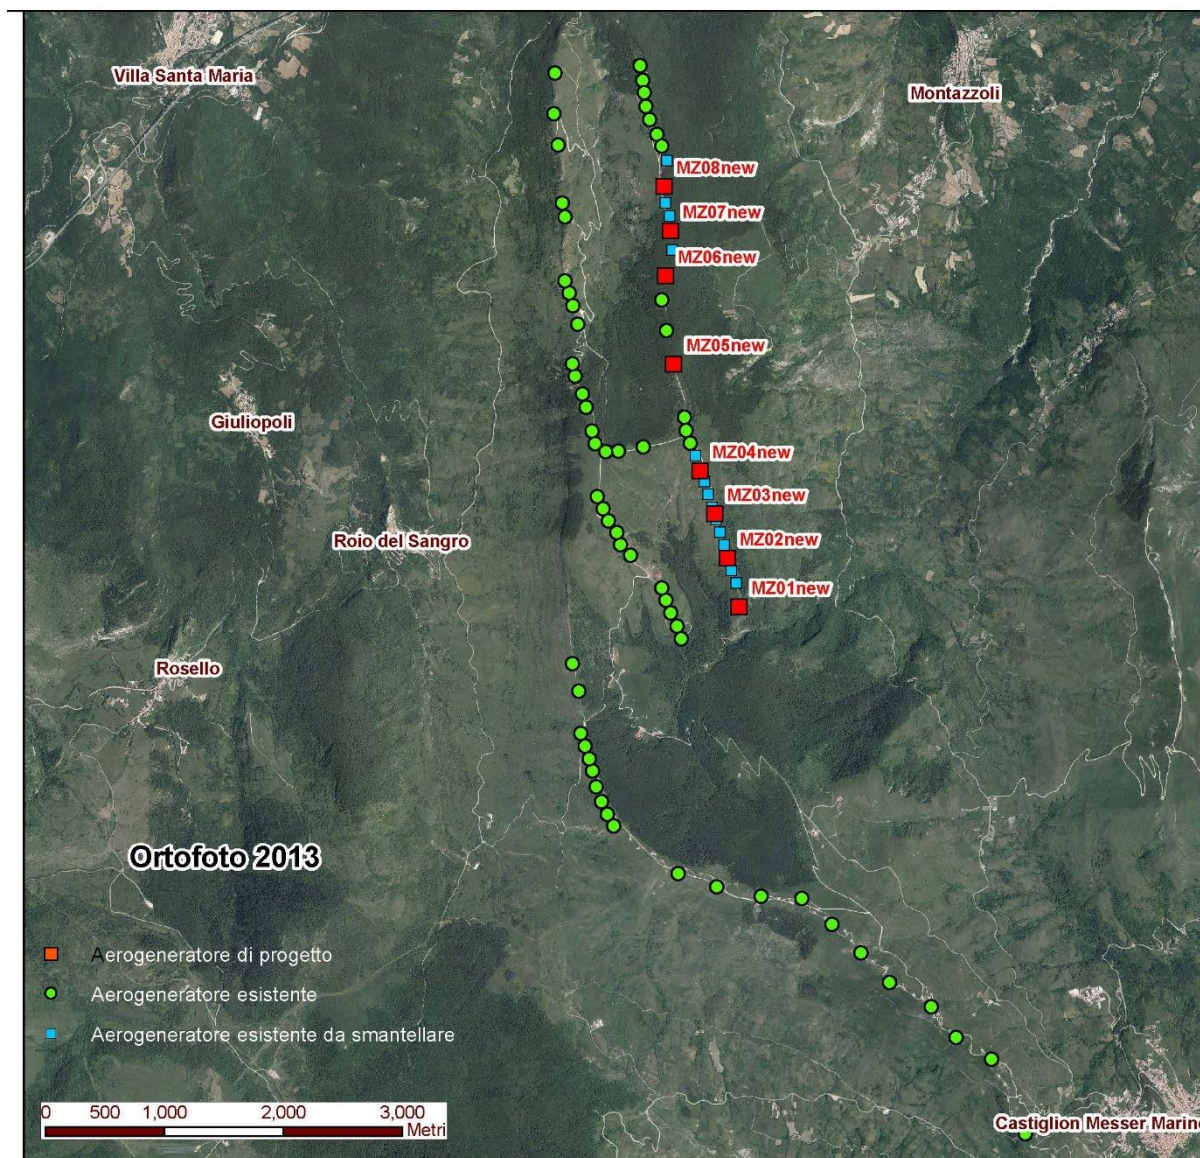 Villa Santa Maria
Montazzoli
MZ08new
MZ07new
MZ06new
MZ05new
Giuliopoli
MZ04new
MZ03new
Roio del Sangro
MZ02new
MZ01new
Rosello
Ortofoto 2013
Aerogeneratore di progetto
Aerogeneratore esistente
Aerogeneratore esistente da smantellare
0 500 1,000 2,000 3,000
Metri
Castiglion Messer Marino